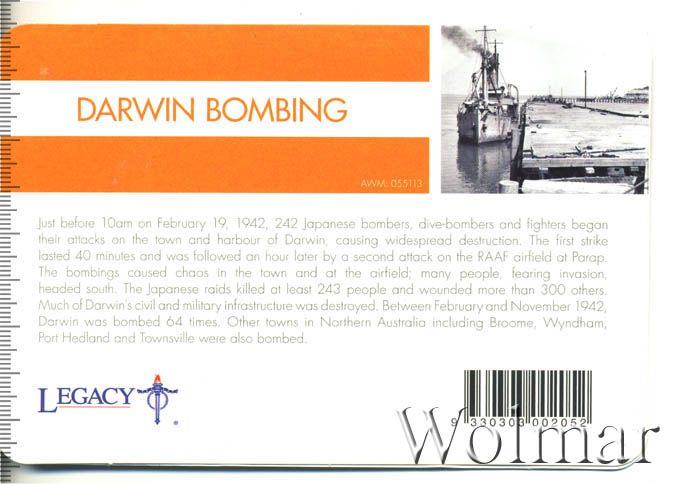 DARWIN BOMBING
AWM: 055113
Just before 10am on February 19, 1942, 242 Japanese bombers, dive-bombers and fighters began
their attacks on the town and harbour of Darwin, causing widespread destruction. The first strike
lasted 40 minutes and was followed an hour later by a second attack on the RAAF airfield at Parap.
The bombings caused chaos in the town and at the airfield; many people, fearing invasion,
headed south. The Japanese raids killed at least 243 people and wounded more than 300 others.
Much of Darwin's civil and military infrastructure was destroyed. Between February and November 1942,
Darwin was bombed 64 times. Other towns in Northern Australia including Broome, Wyndham,
Port Hedland and Townsville were also bombed.
LEGACY ®
9 330303 002052
Wolmar